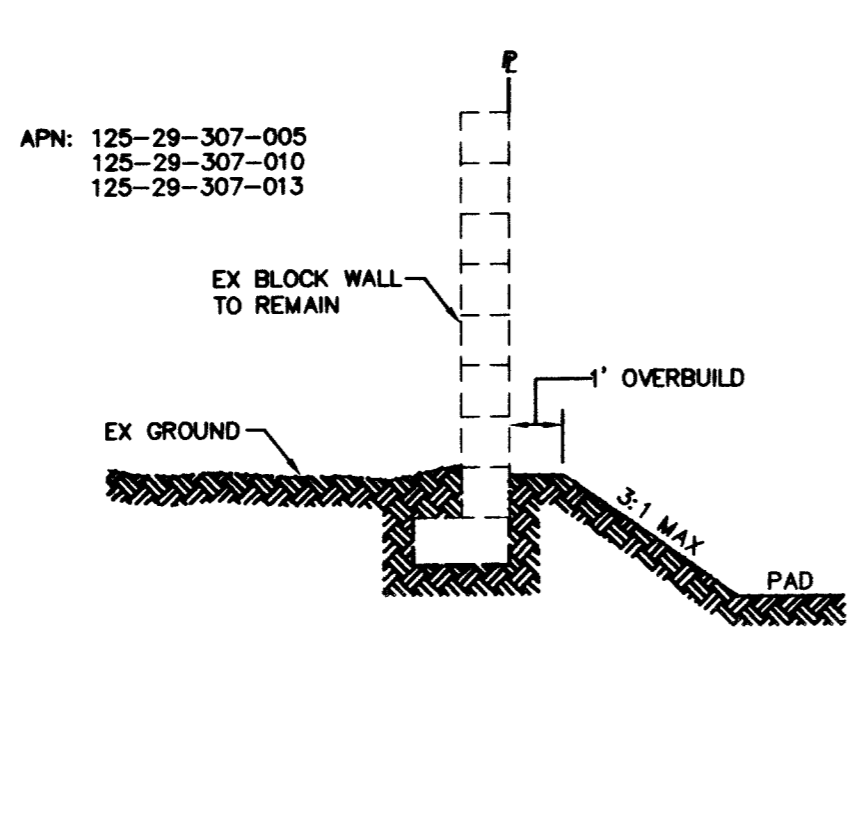 ℄
APN: 125-29-307-005
125-29-307-010
125-29-307-013
EX BLOCK WALL
TO REMAIN
1' OVERBUILD
EX GROUND
3:1 MAX
PAD